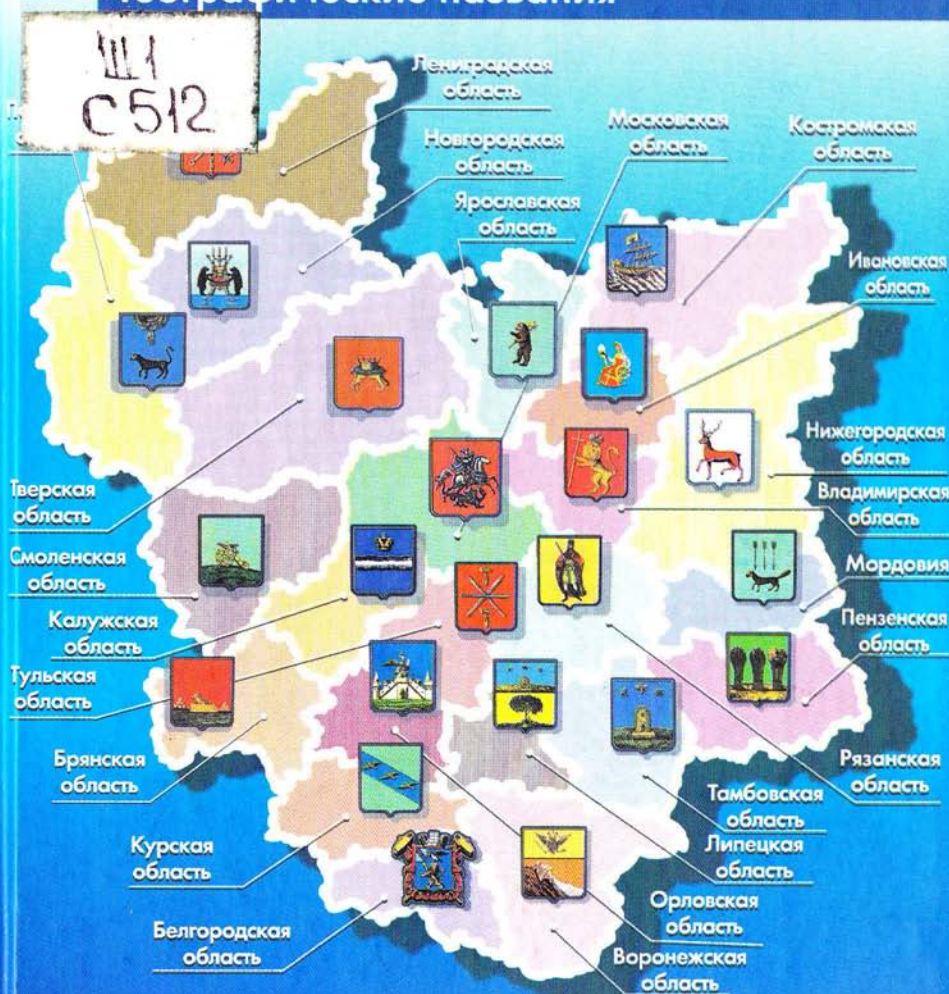 географические названия
Ш1
С512
Ленинградская
область
Новгородская
область
Ярославская
область
Московская
область
Костромская
область
Ивановская
область
Нижегородская
область
Владимирская
область
Мордовия
Пензенская
область
Рязанская
область
Тамбовская
область
Липецкая
область
Орловская
область
Воронежская
область
Тверская
область
Смоленская
область
Калужская
область
Тульская
область
Брянская
область
Курская
область
Белгородская
область